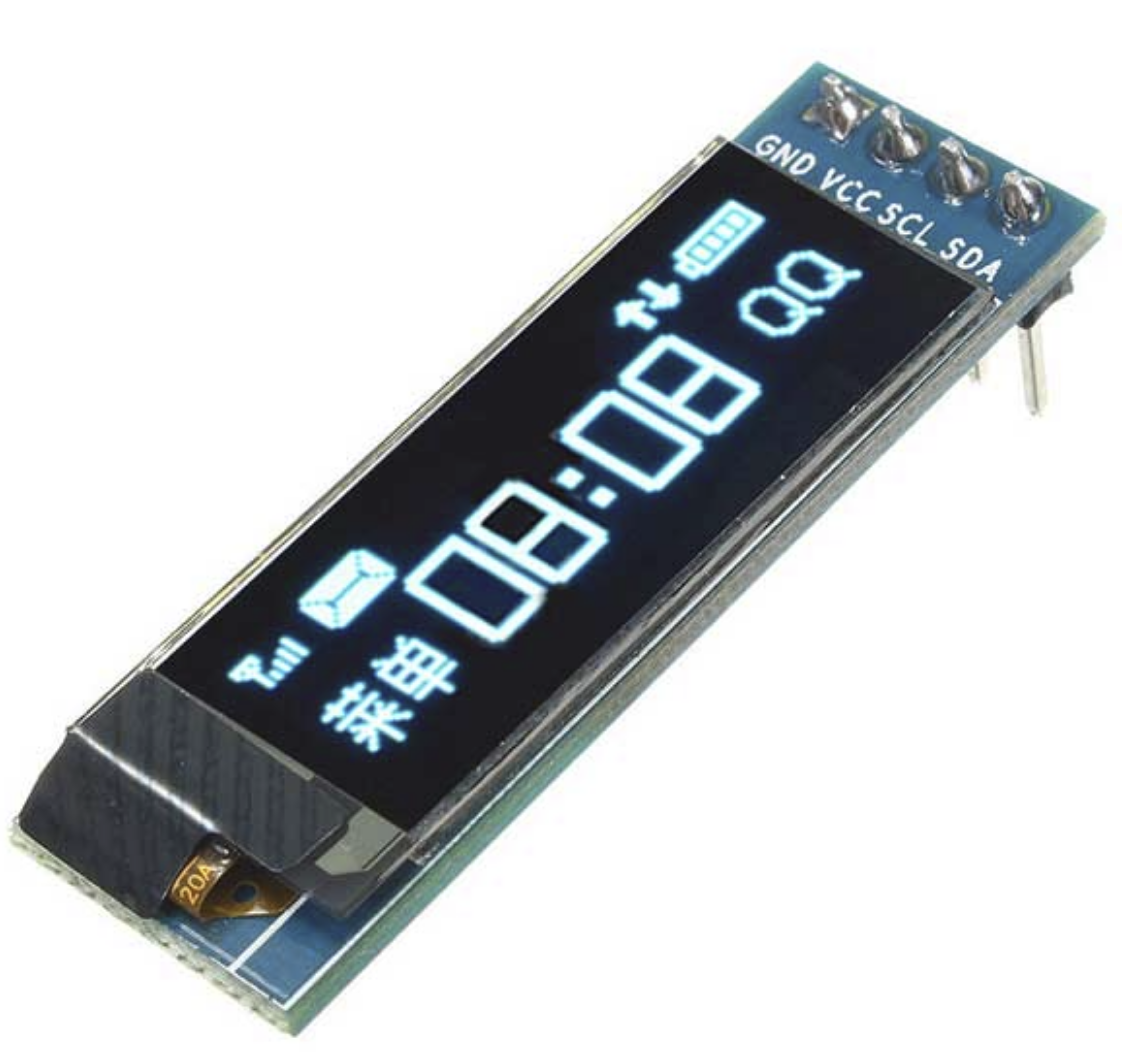 GND VCC SCL SDA
08:08
菜单 QQ
20A